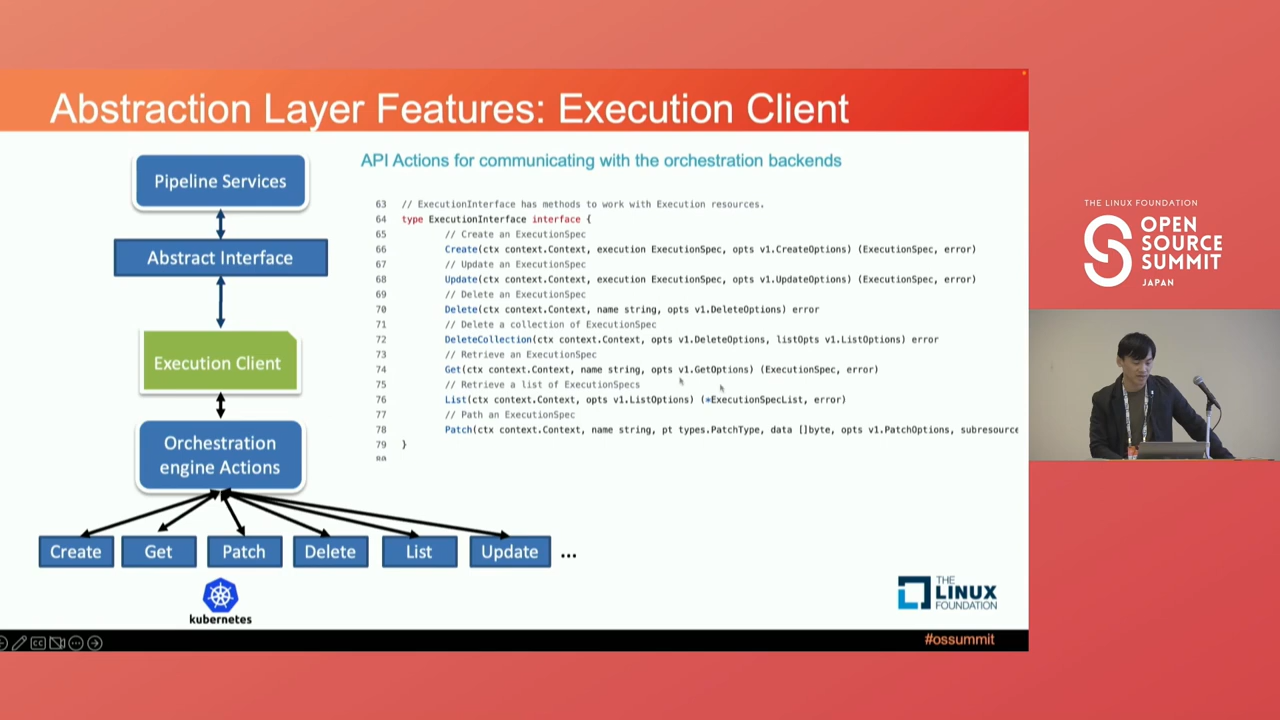 Abstraction Layer Features: Execution Client
Pipeline Services
Abstract Interface
Execution Client
Orchestration
engine Actions
Create
Get
Patch
Delete
List
Update
...
kubernetes
API Actions for communicating with the orchestration backends
63 // ExecutionInterface has methods to work with Execution resources.
64 type ExecutionInterface interface {
65 // Create an ExecutionSpec
66 Create(ctx context.Context, execution ExecutionSpec, opts v1.CreateOptions) (ExecutionSpec, error)
67 // Update an ExecutionSpec
68 Update(ctx context.Context, execution ExecutionSpec, opts v1.UpdateOptions) (ExecutionSpec, error)
69 // Delete an ExecutionSpec
70 Delete(ctx context.Context, name string, opts v1.DeleteOptions) error
71 // Delete a collection of ExecutionSpec
72 DeleteCollection(ctx context.Context, opts v1.DeleteOptions, listOpts v1.ListOptions) error
73 // Retrieve an ExecutionSpec
74 Get(ctx context.Context, name string, opts v1.GetOptions) (ExecutionSpec, error)
75 // Retrieve a list of ExecutionSpecs
76 List(ctx context.Context, opts v1.ListOptions) (*ExecutionSpecList, error)
77 // Path an ExecutionSpec
78 Patch(ctx context.Context, name string, pt types.PatchType, data []byte, opts v1.PatchOptions, subresource
79 }
THE
LINUX
FOUNDATION
#ossummit
CC
THE LINUX FOUNDATION
OPEN
SOURCE
SUMMIT
JAPAN